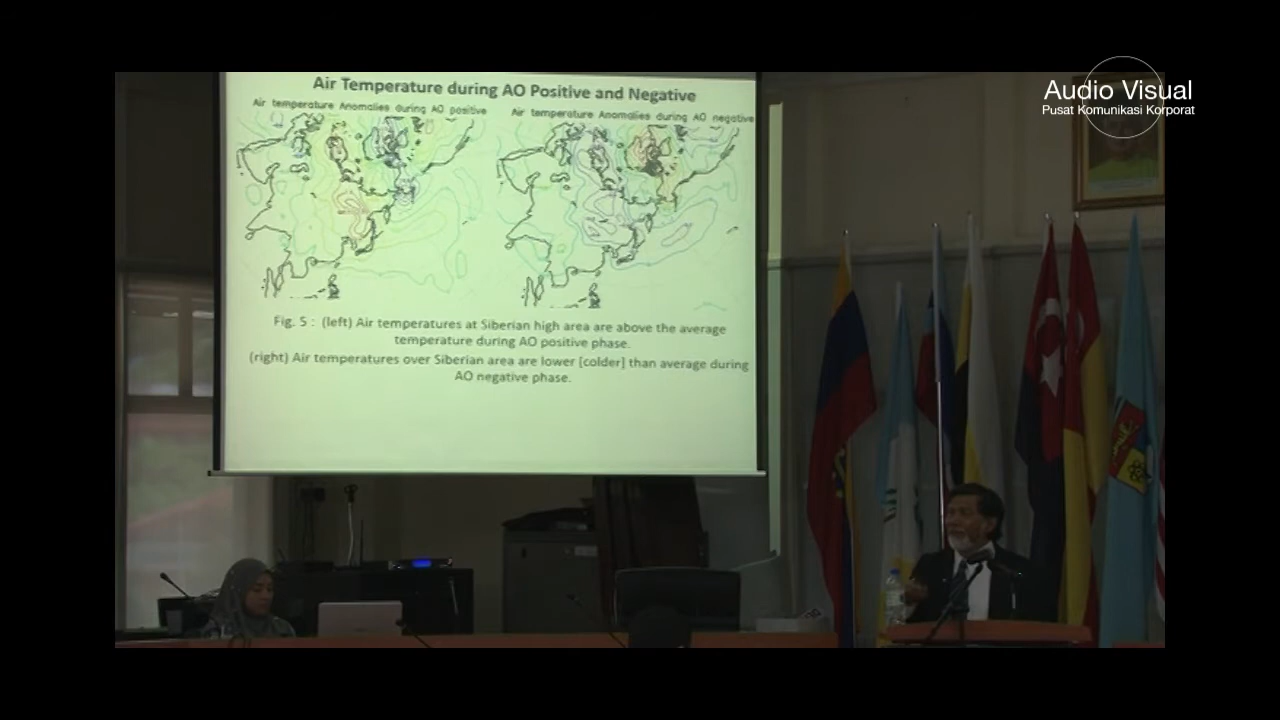 Air Temperature during AO Positive and Negative
Air temperature Anomalies during AO positive
Air temperature Anomalies during AO negative
Fig. 5 : (left) Air temperatures at Siberian high area are above the average
temperature during AO positive phase.
(right) Air temperatures over Siberian area are lower [colder] than average during
AO negative phase.
Audio Visual
Pusat Komunikasi Korporat